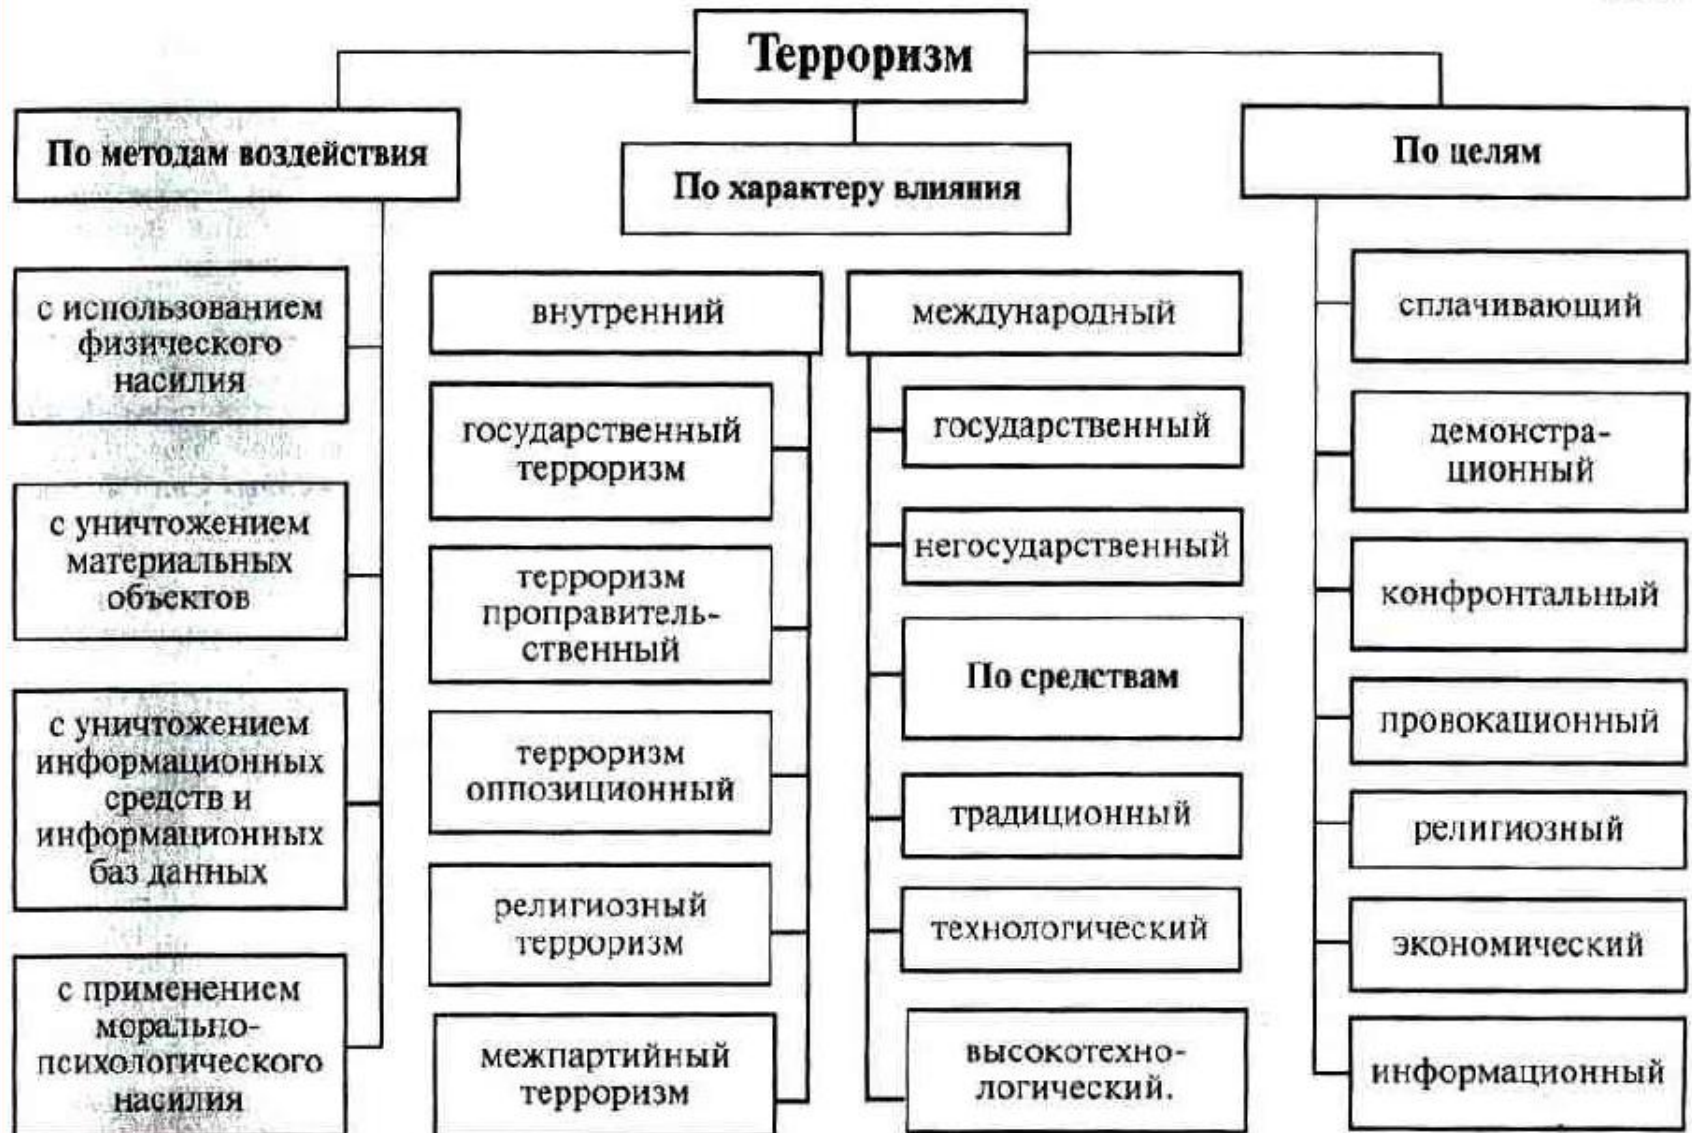 Терроризм
По методам воздействия
с использованием
физического
насилия
с уничтожением
материальных
объектов
с уничтожением
информационных
средств и
информационных
баз данных
с применением
морально-
психологического
насилия
По характеру влияния
внутренний
государственный
терроризм
терроризм
проправитель-
ственный
терроризм
оппозиционный
религиозный
терроризм
межпартийный
терроризм
международный
государственный
негосударственный
По средствам
традиционный
технологический
высокотехно-
логический.
По целям
сплачивающий
демонстра-
ционный
конфронтальный
провокационный
религиозный
экономический
информационный